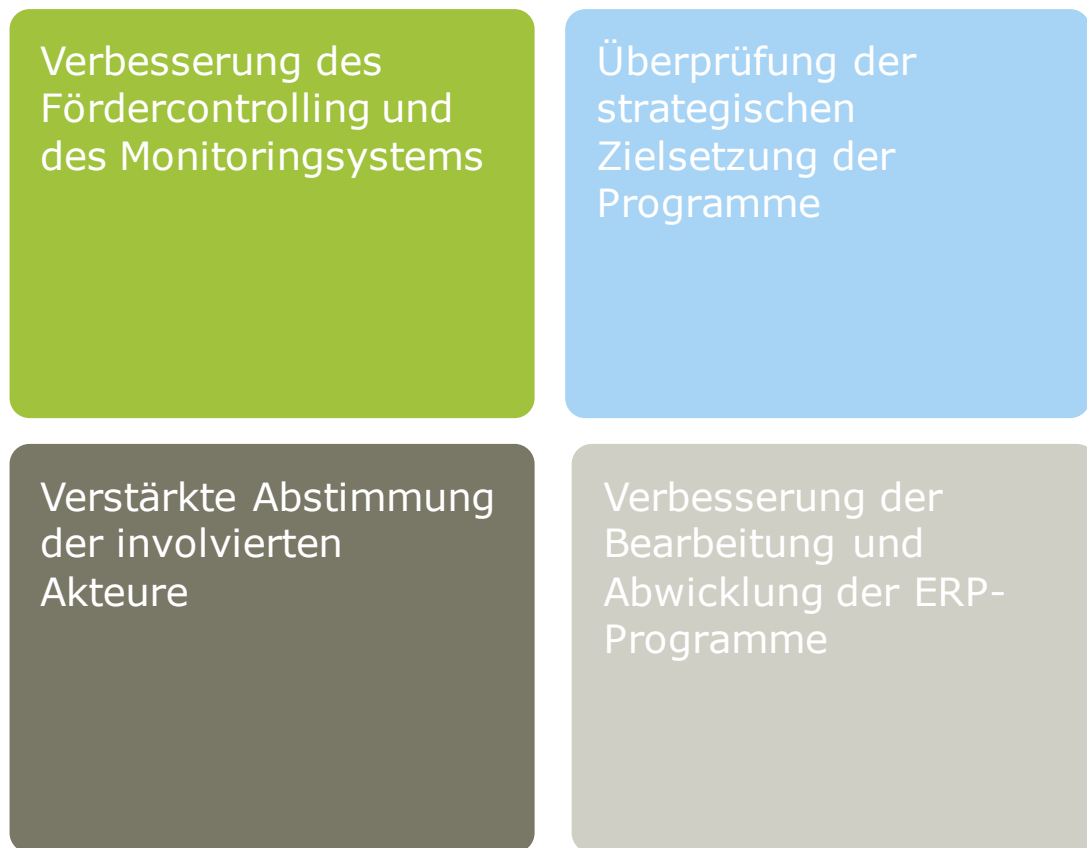 Verbesserung des
Fördercontrolling und
des Monitoringsystems
Überprüfung der
strategischen
Zielsetzung der
Programme
Verstärkte Abstimmung
der involvierten
Akteure
Verbesserung der
Bearbeitung und
Abwicklung der ERP-
Programme